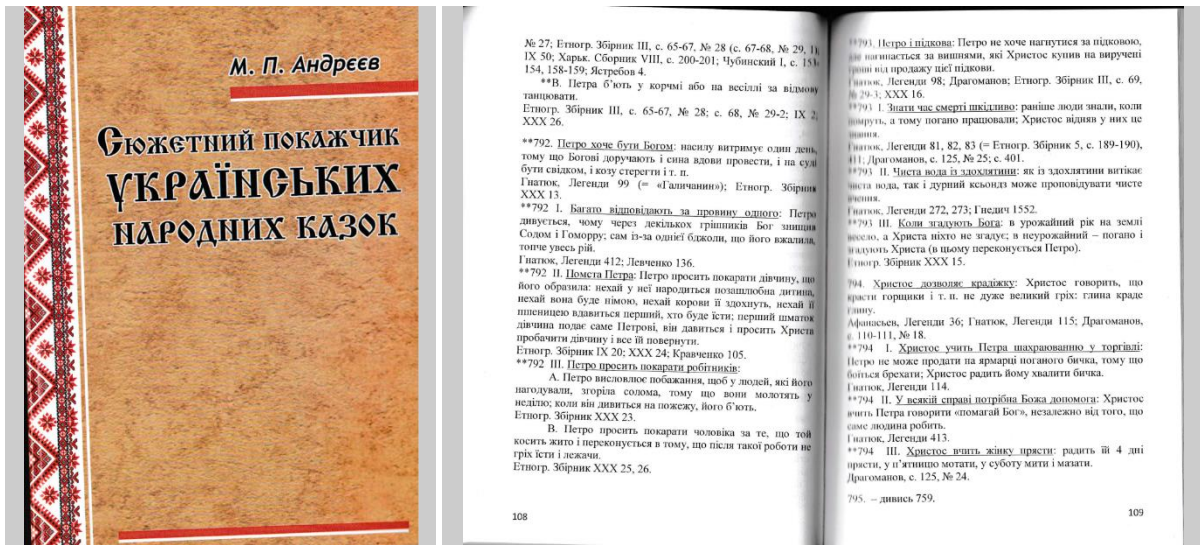 М. П. Андрєєв
Сюжетний покажчик
українських
народних казок
№ 27; Етногр. Збірник III, с. 65-67, № 28 (с. 67-68, № 29, 1),
IX 50; Харьк. Сборник VIII, с. 200-201; Чубинский I, с. 153-
154, 158-159; Ястребов 4.
**В. Петра б’ють у корчмі або на весіллі за відмову
танцювати.
Етногр. Збірник III, с. 65-67, № 28; с. 68, № 29-2; IX 2;
XXX 26.
**792. Петро хоче бути Богом: насилу витримує один день,
тому що Богові доручають і сина вдови провести, і на суді
бути свідком, і козу стерегти і т. п.
Гнатюк, Легенди 99 (= «Галичанин»); Етногр. Збірник
XXX 13.
**792 I. Багато відповідають за провину одного: Петро
дивується, чому через декількох грішників Бог знищив
Содом і Гоморру; сам із-за однієї бджоли, що його вжалила,
топче увесь рій.
Гнатюк, Легенди 412; Левченко 136.
**792 II. Помста Петра: Петро просить покарати дівчину, що
його образила: нехай у неї народиться позашлюбна дитина,
нехай вона буде німою, нехай корови її здохнуть, нехай її
пшеницею вдавиться перший, хто буде їсти; перший шматок
дівчина подає саме Петрові, він давиться і просить Христа
пробачити дівчину і все їй повернути.
Етногр. Збірник IX 20; XXX 24; Кравченко 105.
**792 III. Петро просить покарати робітників:
А. Петро висловлює побажання, щоб у людей, які його
нагодували, згоріла солома, тому що вони молотять у
неділю; коли він дивиться на пожежу, його б’ють.
Етногр. Збірник XXX 23.
В. Петро просить покарати чоловіка за те, що той
косить жито і переконується в тому, що після такої роботи не
гріх їсти і лежачи.
Етногр. Збірник XXX 25, 26.
108
**793. Петро і підкова: Петро не хоче нагнутися за підковою,
але нагинається за вишнями, які Христос купив на виручені
гроші від продажу цієї підкови.
Гнатюк, Легенди 98; Драгоманов; Етногр. Збірник III, с. 69,
№ 29-3; XXX 16.
**793 I. Знати час смерті шкідливо: раніше люди знали, коли
помруть, а тому погано працювали; Христос відняв у них це
знання.
Гнатюк, Легенди 81, 82, 83 (= Етногр. Збірник 5, с. 189-190),
411; Драгоманов, с. 125, № 25; с. 401.
**793 II. Чиста вода із здохлятини: як із здохлятини витікає
чиста вода, так і дурний ксьондз може проповідувати чисте
вчення.
Гнатюк, Легенди 272, 273; Гнедич 1552.
**793 III. Коли згадують Бога: в урожайний рік на землі
весело, а Христа ніхто не згадує; в неурожайний – погано і
згадують Христа (в цьому переконується Петро).
Етногр. Збірник XXX 15.
794. Христос дозволяє крадіжку: Христос говорить, що
красти горщики і т. п. не дуже великий гріх: глина краде
глину.
Афанасьев, Легенди 36; Гнатюк, Легенди 115; Драгоманов,
с. 110-111, № 18.
**794 I. Христос учить Петра шахраюванню у торгівлі:
Петро не може продати на ярмарці поганого бичка, тому що
боїться брехати; Христос радить йому хвалити бичка.
Гнатюк, Легенди 114.
**794 II. У всякій справі потрібна Божа допомога: Христос
вчить Петра говорити «помагай Бог», незалежно від того, що
саме людина робить.
Гнатюк, Легенди 413.
**794 III. Христос вчить жінку прясти: радить їй 4 дні
прясти, у п’ятницю мотати, у суботу мити і мазати.
Драгоманов, с. 125, № 24.
795. – дивись 759.
109